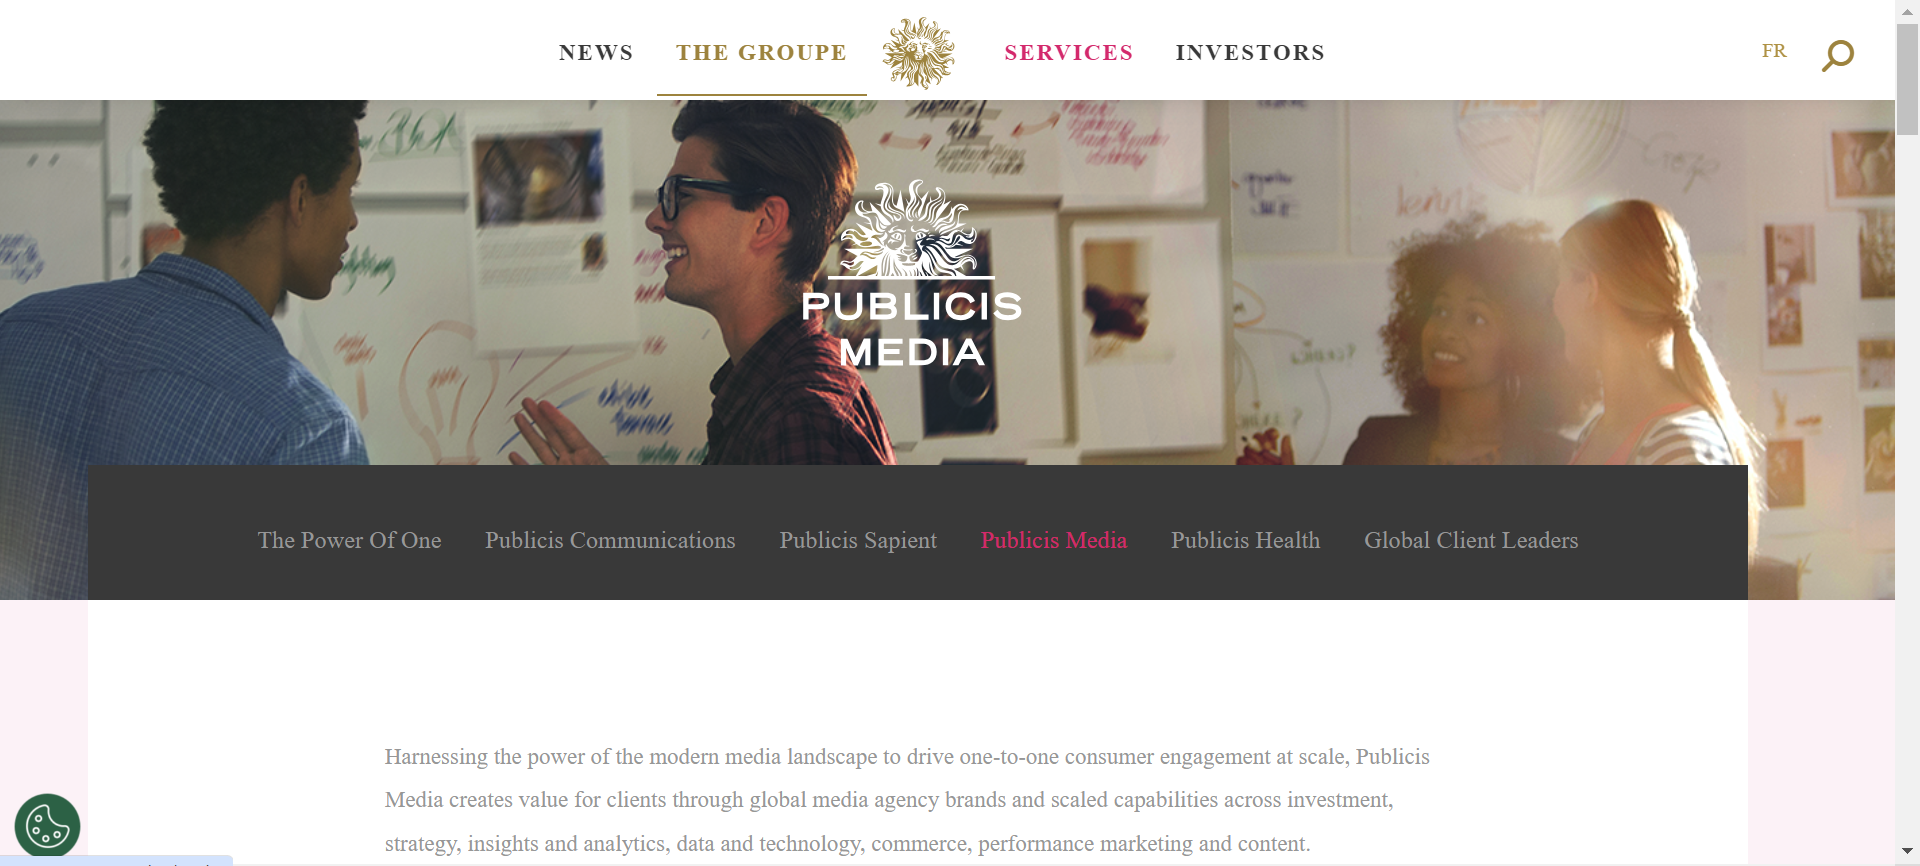 NEWS THE GROUPE SERVICES INVESTORS FR
PUBLICIS
MEDIA
The Power Of One Publicis Communications Publicis Sapient Publicis Media Publicis Health Global Client Leaders
Harnessing the power of the modern media landscape to drive one-to-one consumer engagement at scale, Publicis
Media creates value for clients through global media agency brands and scaled capabilities across investment,
strategy, insights and analytics, data and technology, commerce, performance marketing and content.